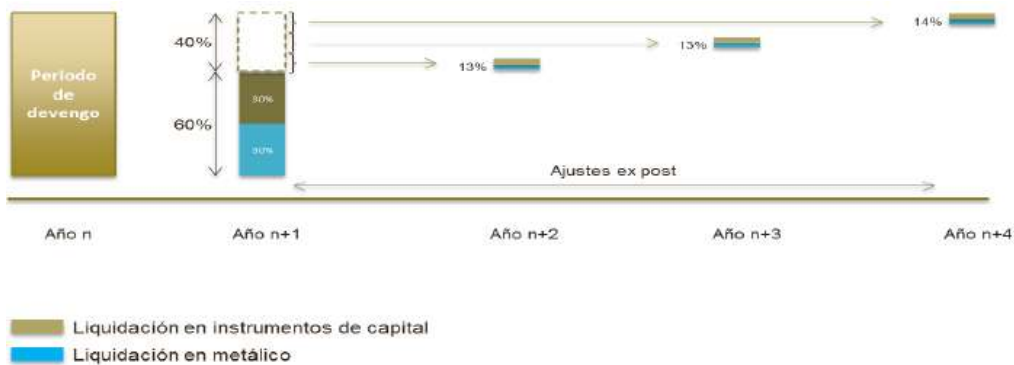 40%
14%
13%
13%
Período
de
devengo
30%
60%
30%
Ajustes ex post
Año n
Año n+1
Año n+2
Año n+3
Año n+4
Liquidación en instrumentos de capital
Liquidación en metálico